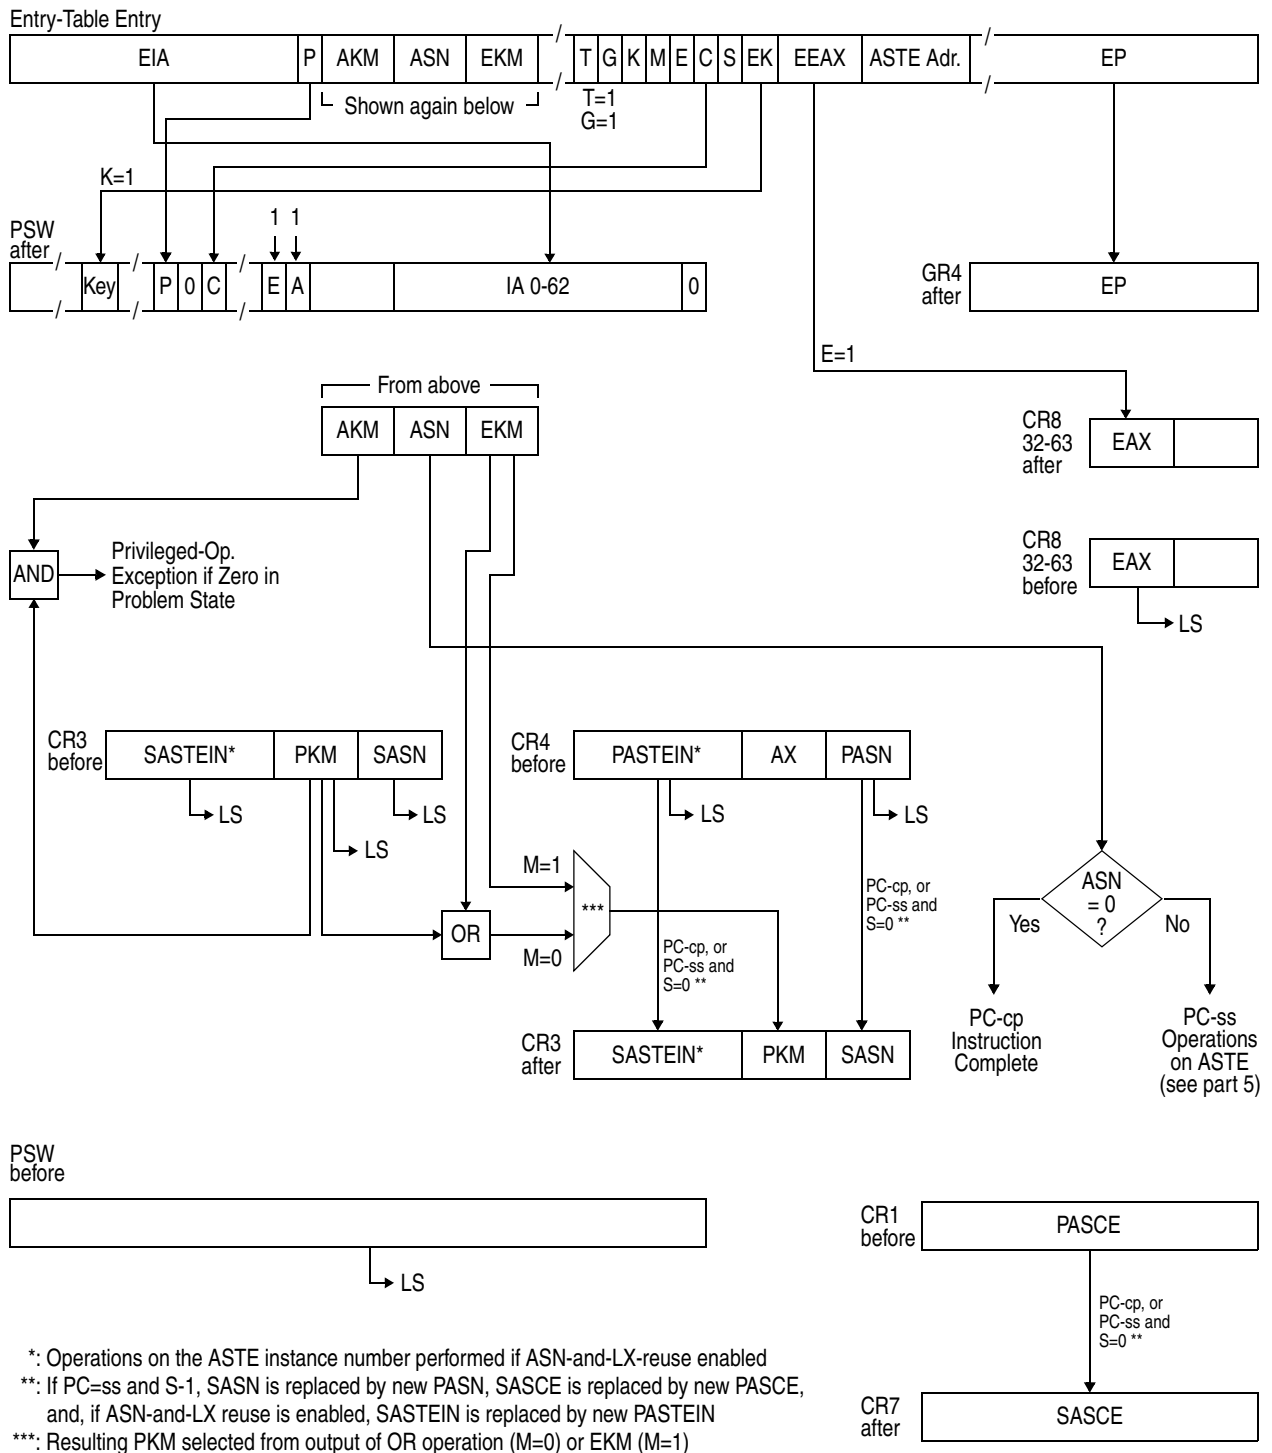 Entry-Table Entry
EIA P AKM ASN EKM T G K M E C S EK EEAX ASTE Adr. EP
Shown again below
T=1
G=1
K=1
1 1
PSW
after
Key P 0 C E A IA 0-62 0
GR4
after
EP
E=1
From above
AKM ASN EKM
CR8
32-63
after
EAX
AND
Privileged-Op.
Exception if Zero in
Problem State
CR8
32-63
before
EAX
LS
CR3
before
SASTEIN* PKM SASN
LS
LS
LS
CR4
before
PASTEIN* AX PASN
LS
LS
M=1
***
OR
M=0
PC-cp, or
PC-ss and
S=0 **
PC-cp, or
PC-ss and
S=0 **
ASN
= 0
?
Yes
No
PC-cp
Instruction
Complete
PC-ss
Operations
on ASTE
(see part 5)
CR3
after
SASTEIN* PKM SASN
PSW
before
LS
CR1
before
PASCE
PC-cp, or
PC-ss and
S=0 **
CR7
after
SASCE
*: Operations on the ASTE instance number performed if ASN-and-LX-reuse enabled
**: If PC=ss and S-1, SASN is replaced by new PASN, SASCE is replaced by new PASCE,
and, if ASN-and-LX reuse is enabled, SASTEIN is replaced by new PASTEIN
***: Resulting PKM selected from output of OR operation (M=0) or EKM (M=1)